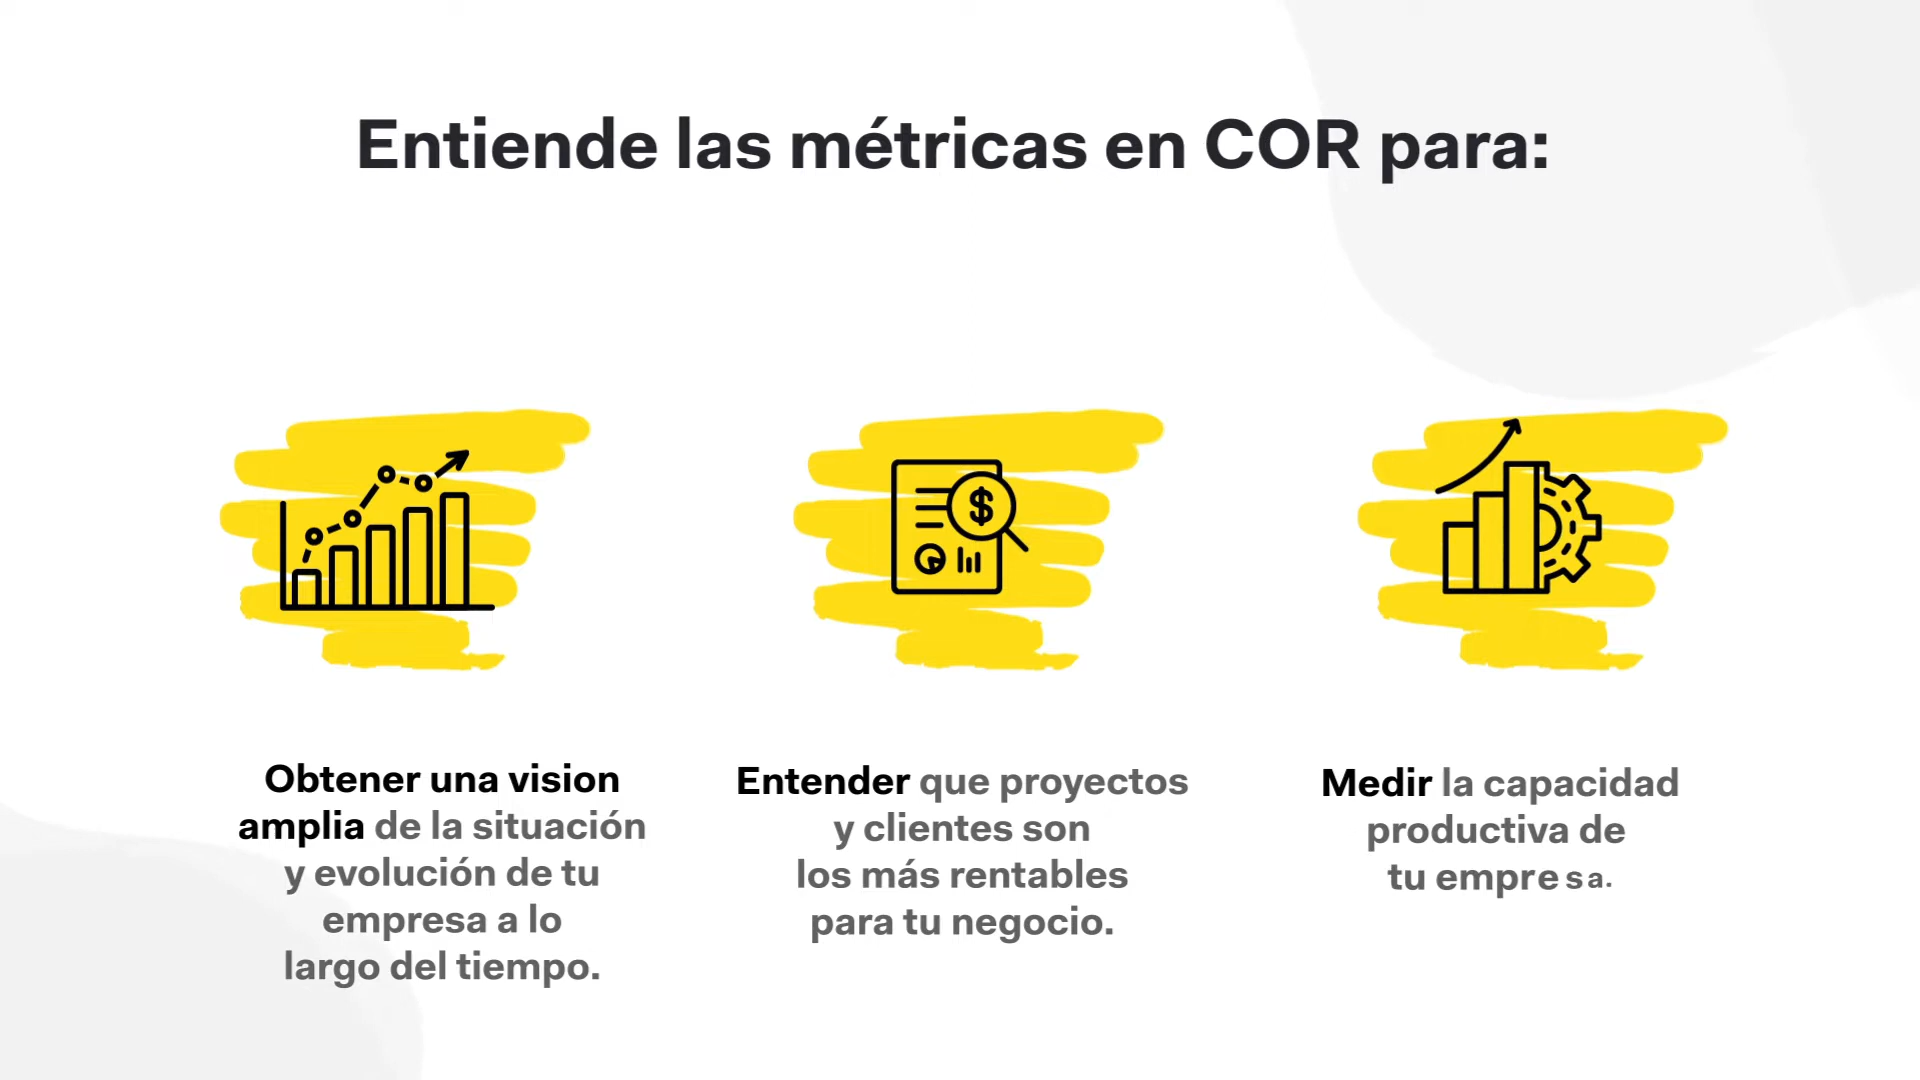 Entiende las métricas en COR para:
Obtener una vision
amplia de la situación
y evolución de tu
empresa a lo
largo del tiempo.
Entender que proyectos
y clientes son
los más rentables
para tu negocio.
Medir la capacidad
productiva de
tu empresa.
$